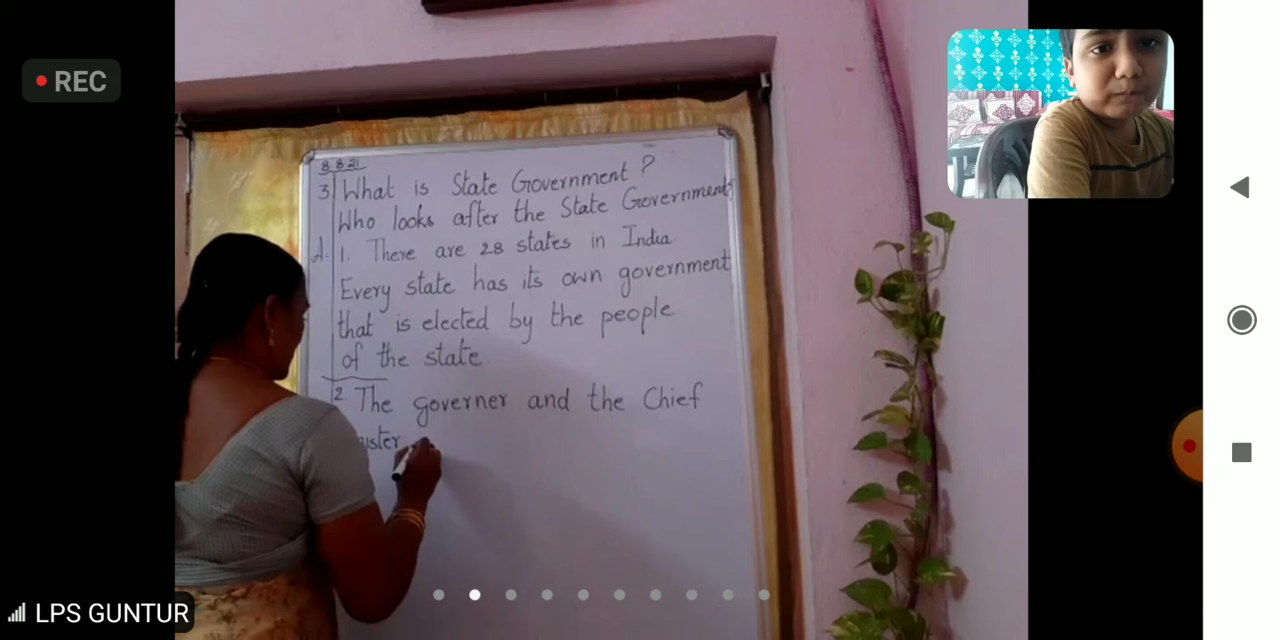 REC
8.8.21
3) What is State Government?
Who looks after the State Government
A. 1. There are 28 states in India
Every state has its own government
that is elected by the people
of the state.
2. The governer and the Chief
ister
LPS GUNTUR